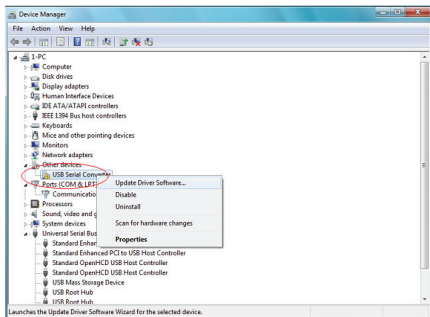 Device Manager
File Action View Help
1-PC
Computer
Disk drives
Display adapters
Human Interface Devices
IDE ATA/ATAPI controllers
IEEE 1394 Bus host controllers
Keyboards
Mice and other pointing devices
Monitors
Network adapters
Other devices
USB Serial Converter
Update Driver Software...
Ports (COM & LPT)
Disable
Communicatio
Uninstall
Processors
Sound, video and g
Scan for hardware changes
System devices
Universal Serial Bus
Properties
Standard Enhan
Standard Enhanced PCI to USB Host Controller
Standard OpenHCD USB Host Controller
Standard OpenHCD USB Host Controller
USB Mass Storage Device
USB Root Hub
USB Root Hub
Launches the Update Driver Software Wizard for the selected device.